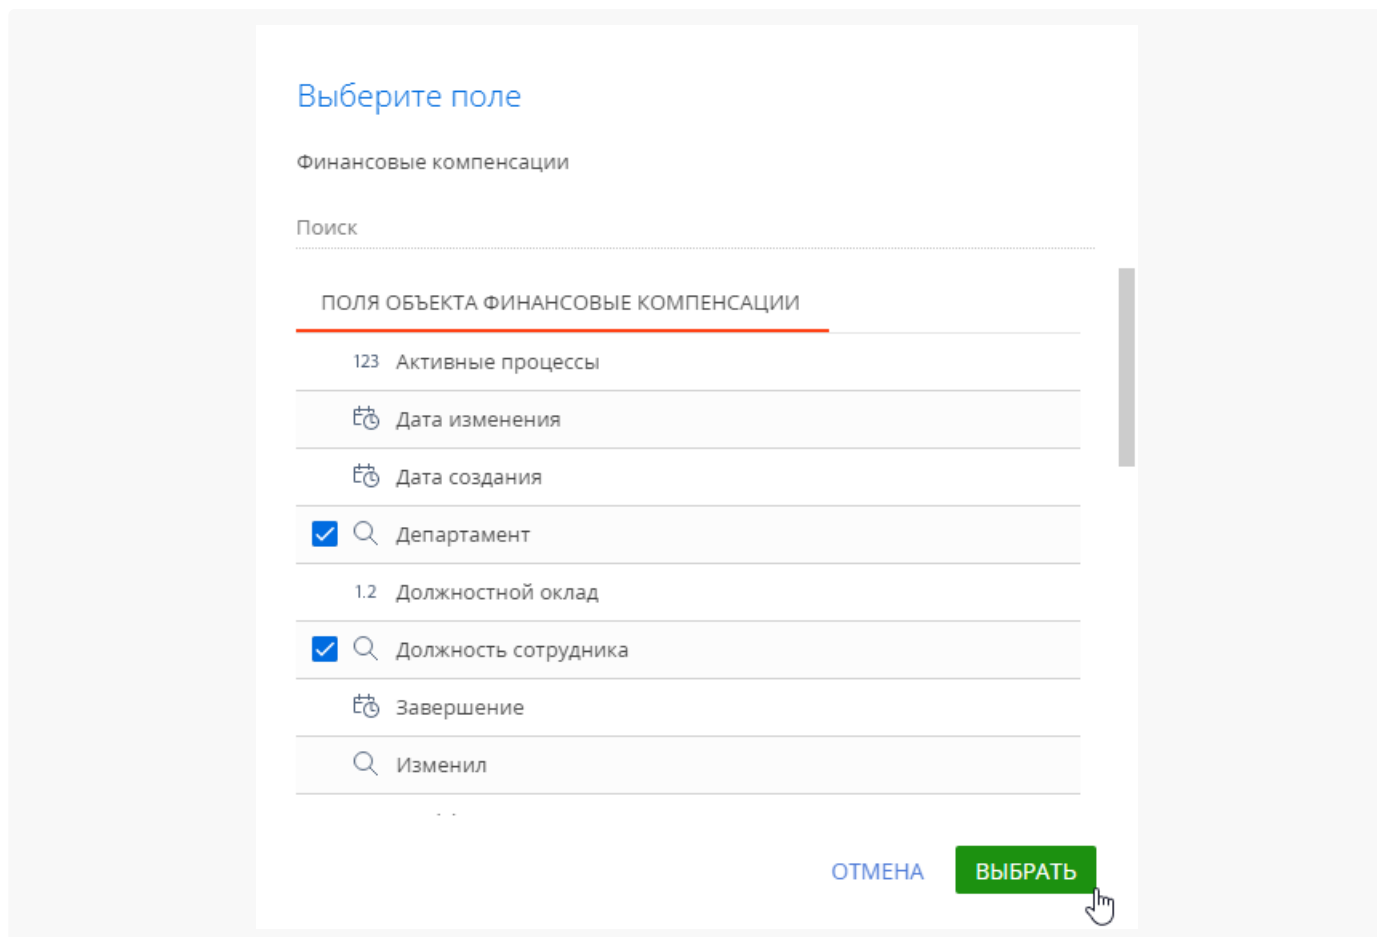 Выберите поле
Финансовые компенсации
Поиск
ПОЛЯ ОБЪЕКТА ФИНАНСОВЫЕ КОМПЕНСАЦИИ
123 Активные процессы
Дата изменения
Дата создания
Департамент
1.2 Должностной оклад
Должность сотрудника
Завершение
Изменил
ОТМЕНА ВЫБРАТЬ